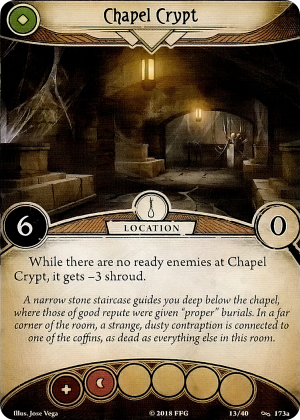 Chapel Crypt
6
LOCATION
0
While there are no ready enemies at Chapel
Crypt, it gets –3 shroud.
A narrow stone staircase guides you deep below the chapel,
where those of good repute were given “proper” burials. In a far
corner of the room, a strange, dusty contraption is connected to
one of the coffins, as dead as everything else in this room.
Illus. Jose Vega
© 2018 FFG
13/40
173a